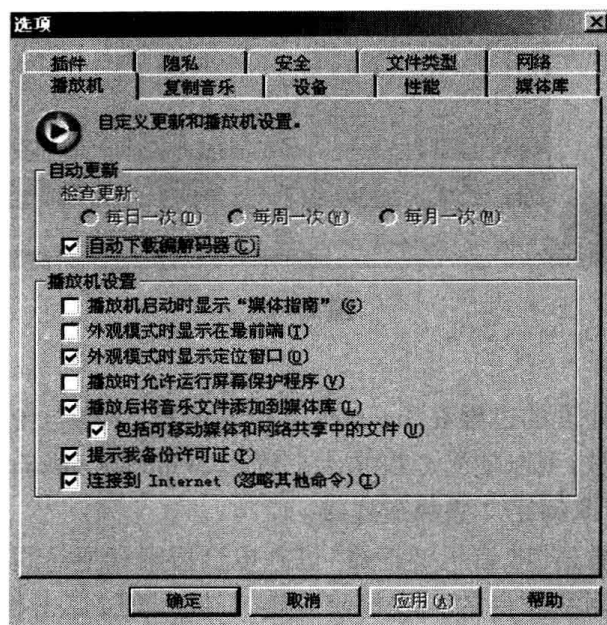 选项
插件 隐私 安全 文件类型 网络
播放机 复制音乐 设备 性能 媒体库
自定义更新和播放机设置。
自动更新
检查更新:
每日一次(D) 每周一次(W) 每月一次(M)
自动下载编解码器(C)
播放机设置
播放机启动时显示“媒体指南”(G)
外观模式时显示在最前端(T)
外观模式时显示定位窗口(O)
播放时允许运行屏幕保护程序(V)
播放后将音乐文件添加到媒体库(L)
包括可移动媒体和网络共享中的文件(U)
提示我备份许可证(P)
连接到 Internet (忽略其他命令)(I)
确定 取消 应用(A) 帮助